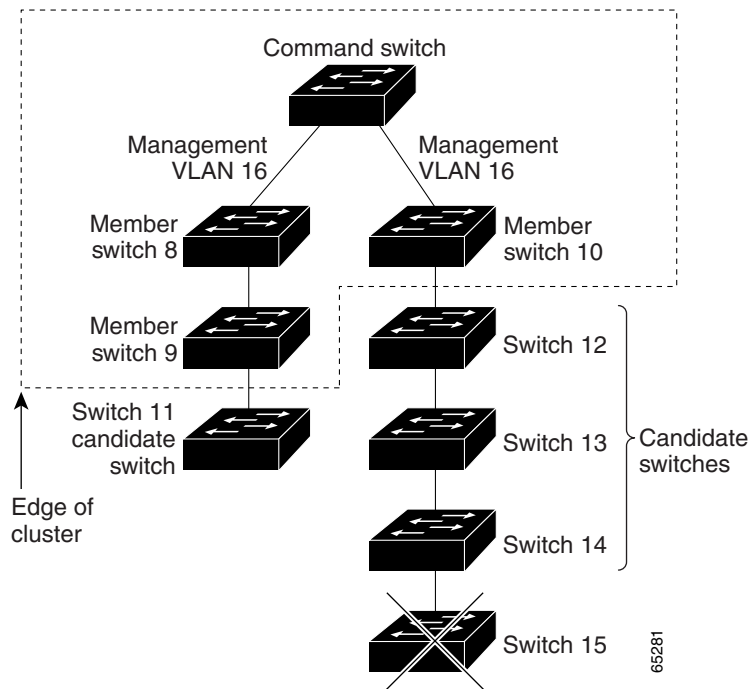 Command switch
Management
VLAN 16
Management
VLAN 16
Member
switch 8
Member
switch 10
Member
switch 9
Switch 12
Switch 11
candidate
switch
Switch 13
Candidate
switches
Edge of
cluster
Switch 14
Switch 15
65281